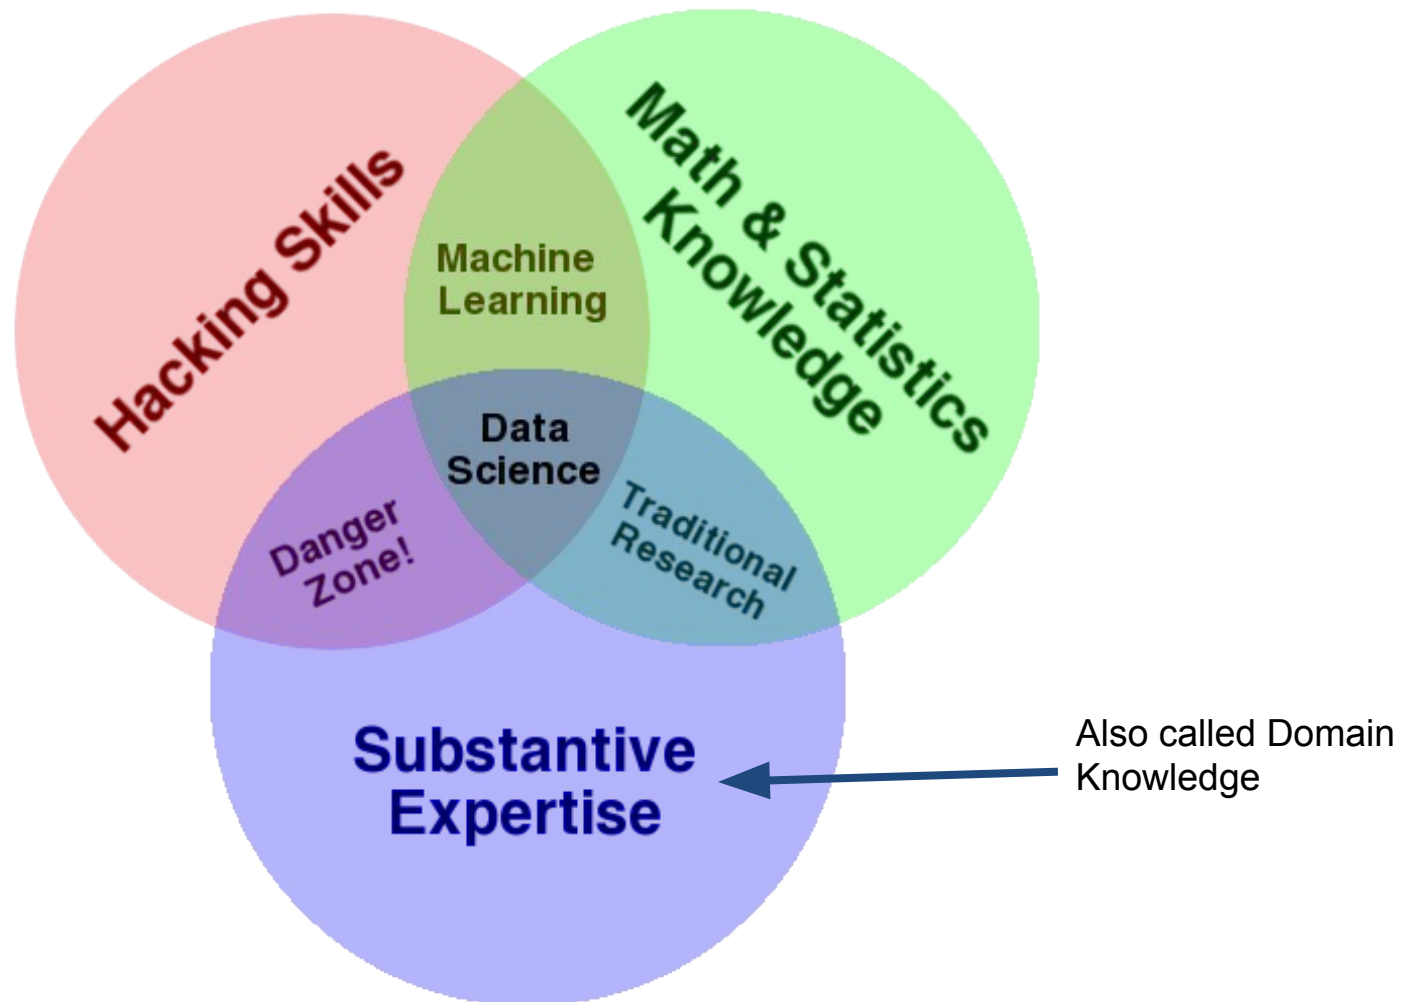 Hacking Skills
Math & Statistics
Knowledge
Machine
Learning
Data
Science
Danger
Zone!
Traditional
Research
Substantive
Expertise
Also called Domain
Knowledge